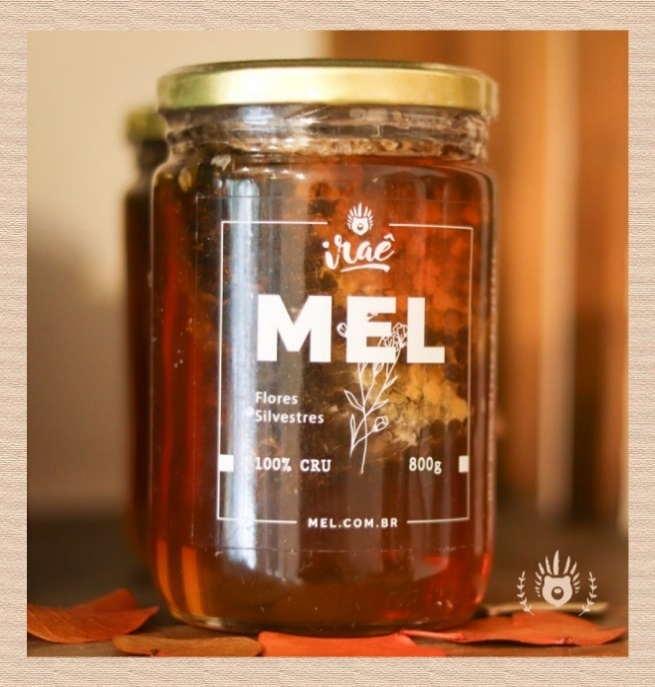 iraê
MEL
Flores
Silvestres
100% CRU
800g
MEL.COM.BR